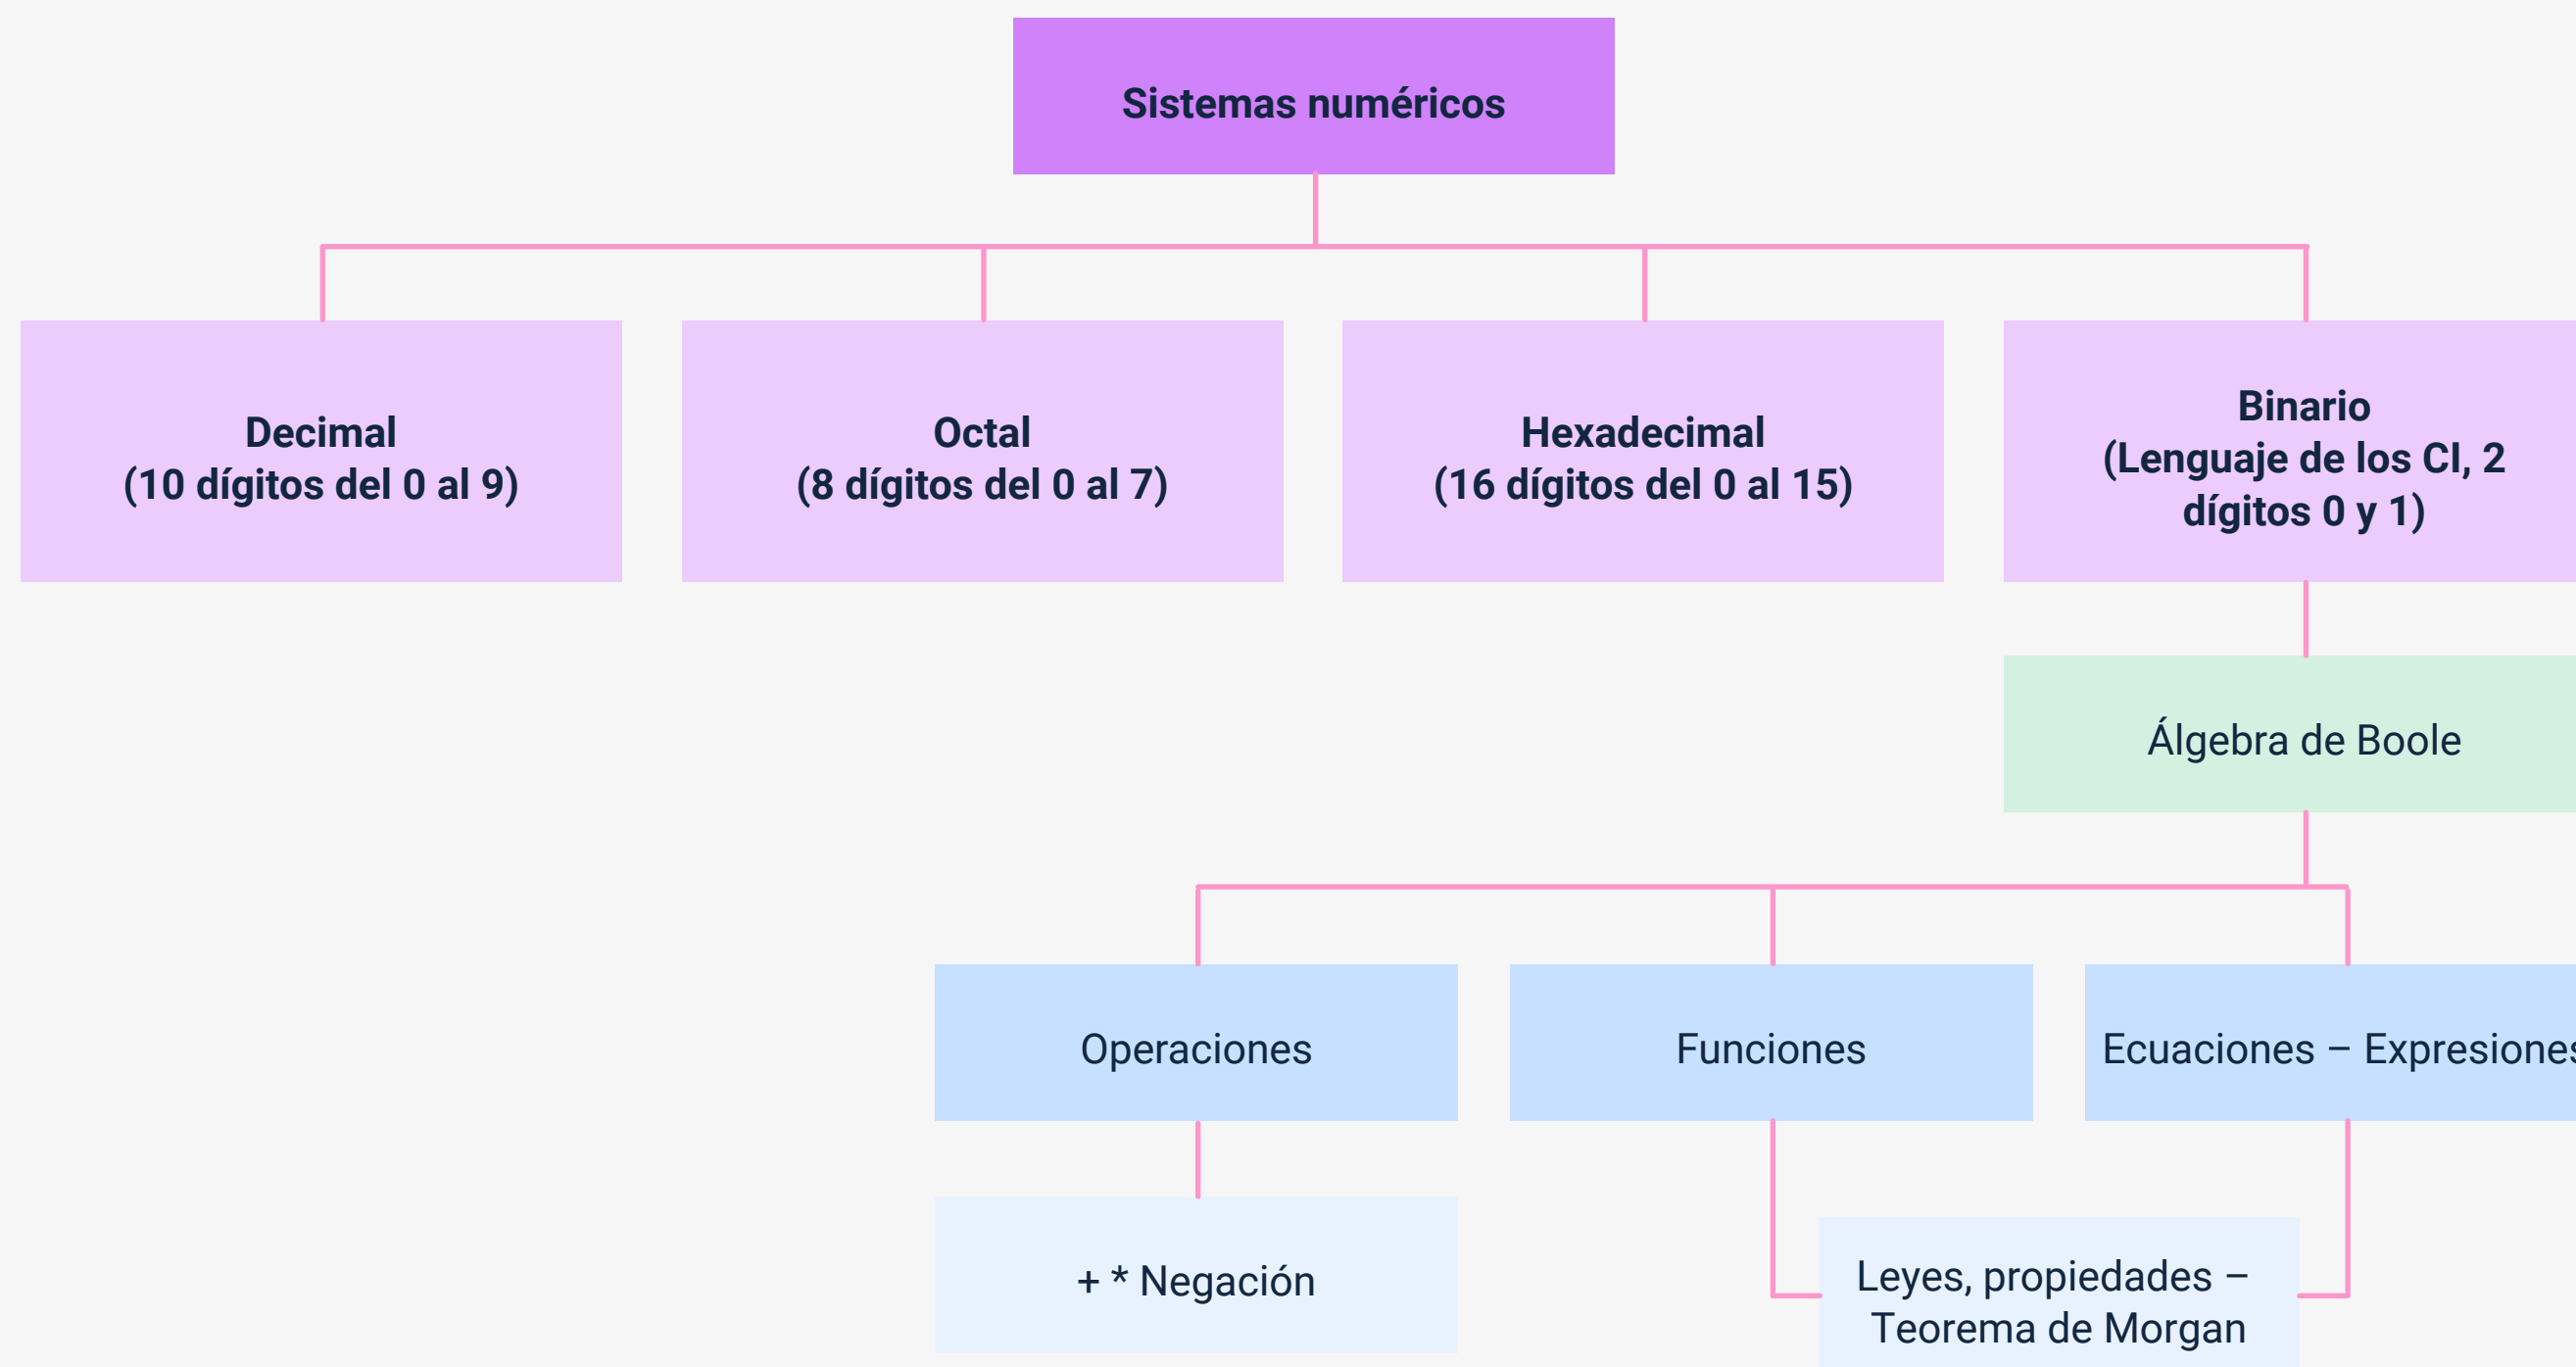 Sistemas numéricos
Decimal
(10 dígitos del 0 al 9)
Octal
(8 dígitos del 0 al 7)
Hexadecimal
(16 dígitos del 0 al 15)
Binario
(Lenguaje de los CI, 2
dígitos 0 y 1)
Álgebra de Boole
Operaciones
Funciones
Ecuaciones – Expresiones
+ * Negación
Leyes, propiedades –
Teorema de Morgan